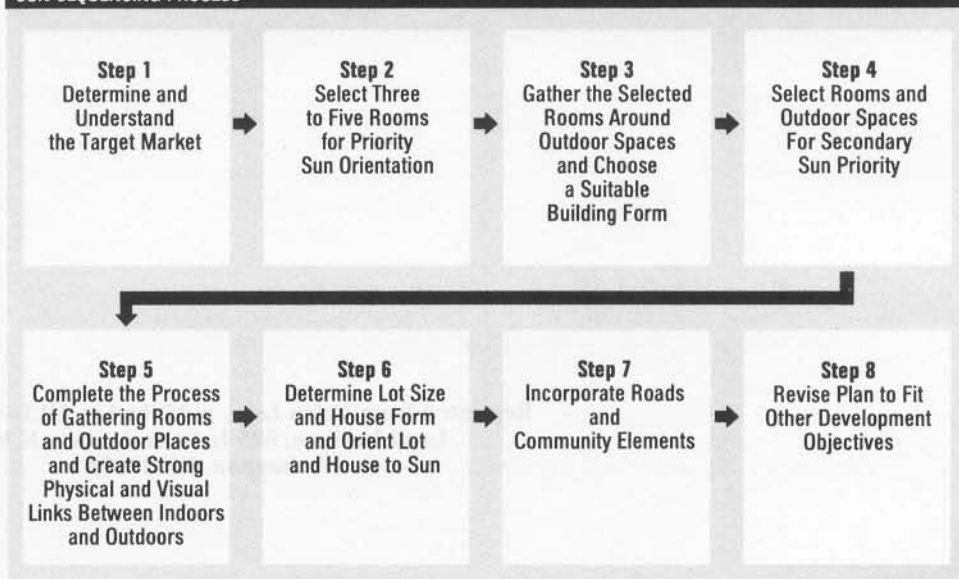 SUN SEQUENCING PROCESS
Step 1
Determine and
Understand
the Target Market
Step 2
Select Three
to Five Rooms
for Priority
Sun Orientation
Step 3
Gather the Selected
Rooms Around
Outdoor Spaces
and Choose
a Suitable
Building Form
Step 4
Select Rooms and
Outdoor Spaces
For Secondary
Sun Priority
Step 5
Complete the Process
of Gathering Rooms
and Outdoor Places
and Create Strong
Physical and Visual
Links Between Indoors
and Outdoors
Step 6
Determine Lot Size
and House Form
and Orient Lot
and House to Sun
Step 7
Incorporate Roads
and
Community Elements
Step 8
Revise Plan to Fit
Other Development
Objectives